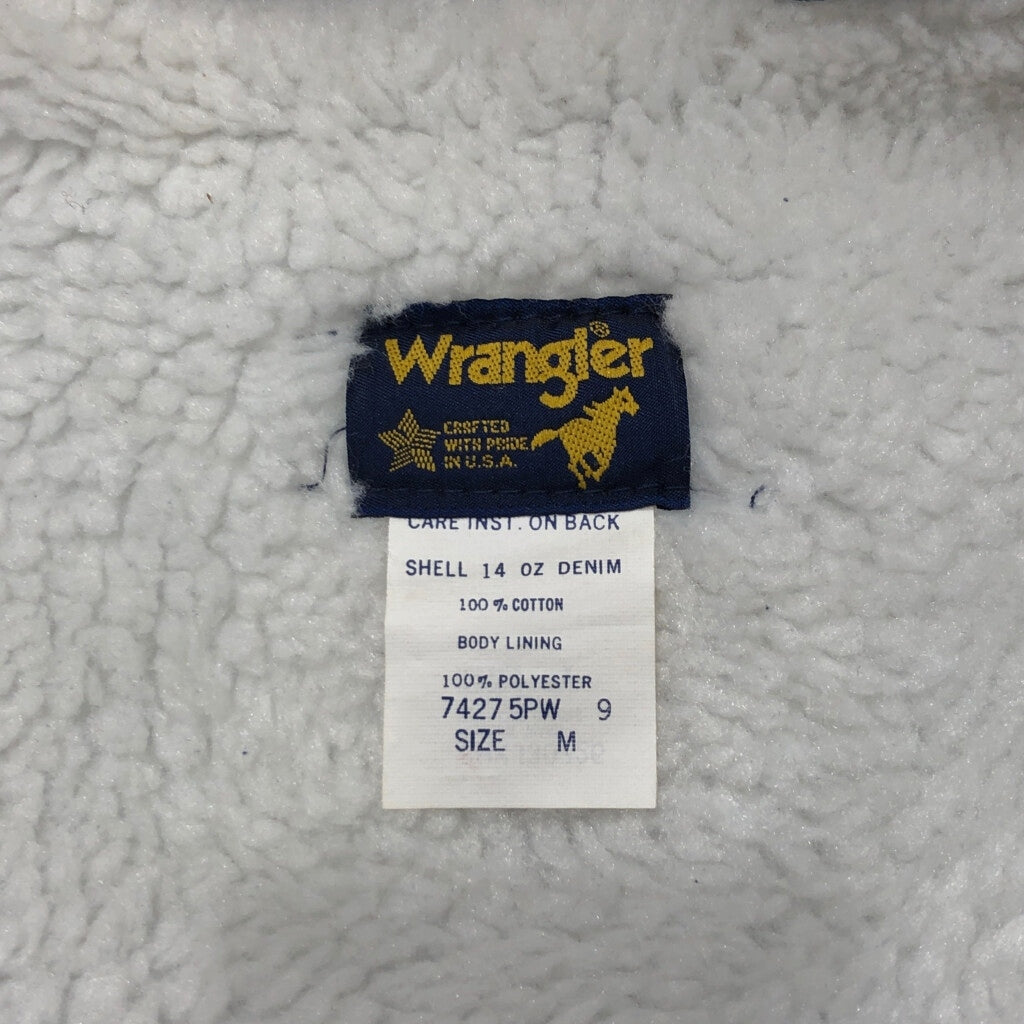 Wrangler®
CRAFTED
WITH PRIDE
IN U.S.A.
CARE INST. ON BACK
SHELL 14 OZ DENIM
100% COTTON
BODY LINING
100% POLYESTER
74275PW 9
SIZE M